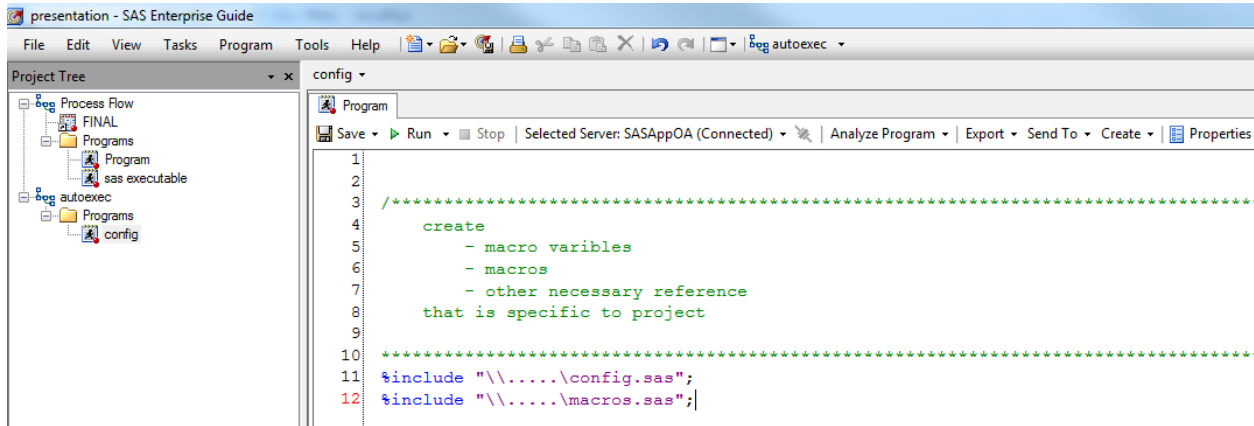 presentation - SAS Enterprise Guide
File Edit View Tasks Program Tools Help autoexec
Project Tree
config
Process Flow
FINAL
Programs
Program
sas executable
autoexec
Programs
config
Program
Save Run Stop Selected Server: SASAppOA (Connected) Analyze Program Export Send To Create Properties
1
2
3 /********************************************************************************
4 create
5 - macro varibles
6 - macros
7 - other necessary reference
8 that is specific to project
9
10 ********************************************************************************
11 %include "\\.....\config.sas";
12 %include "\\.....\macros.sas";